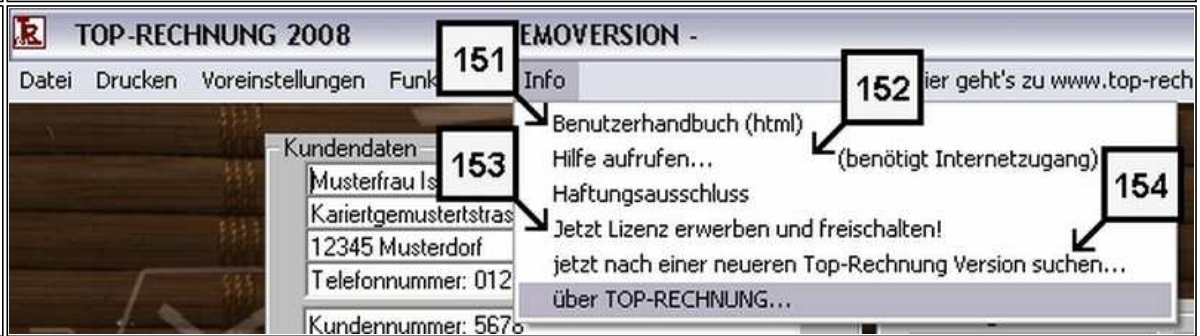 TOP-RECHNUNG 2008 EMOVERSION -
151
Datei Drucken Voreinstellungen Funk Info ier geht's zu www.top-rech
152
Benutzerhandbuch (html)
Kundendaten
Hilfe aufrufen... (benötigt Internetzugang)
153
Musterfrau Is
Haftungsausschluss
154
Kariertgemustertstras
Jetzt Lizenz erwerben und freischalten!
12345 Musterdorf
jetzt nach einer neueren Top-Rechnung Version suchen...
Telefonnummer: 012
über TOP-RECHNUNG...
Kundennummer: 5678